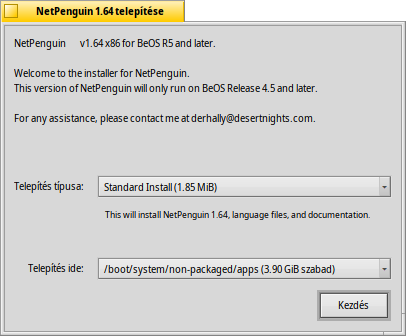 NetPenguin 1.64 telepítése
NetPenguin v1.64 x86 for BeOS R5 and later.
Welcome to the installer for NetPenguin.
This version of NetPenguin will only run on BeOS Release 4.5 and later.
For any assistance, please contact me at derhally@desertnights.com.
Telepítés típusa: Standard Install (1.85 MiB)
This will install NetPenguin 1.64, language files, and documentation.
Telepítés ide: /boot/system/non-packaged/apps (3.90 GiB szabad)
Kezdés